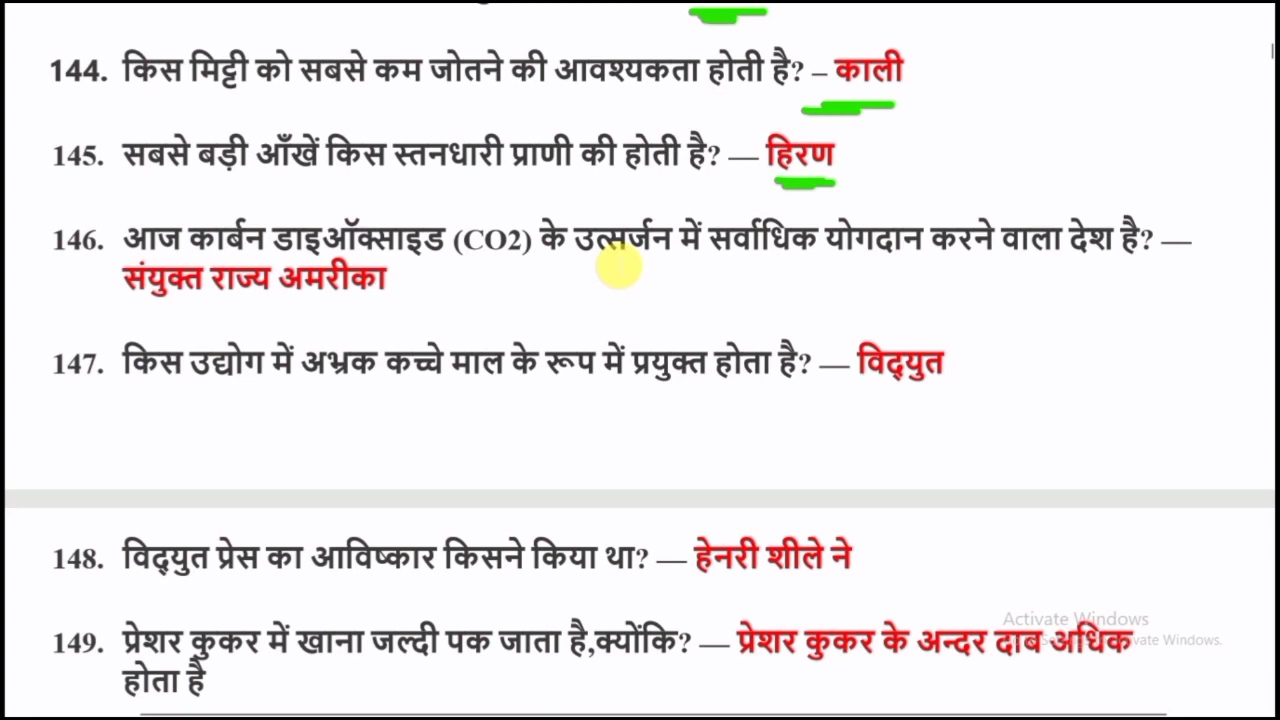 144. किस मिट्टी को सबसे कम जोतने की आवश्यकता होती है? – काली
145. सबसे बड़ी आँखें किस स्तनधारी प्राणी की होती है? — हिरण
146. आज कार्बन डाइऑक्साइड (CO2) के उत्सर्जन में सर्वाधिक योगदान करने वाला देश है? —
संयुक्त राज्य अमरीका
147. किस उद्योग में अभ्रक कच्चे माल के रूप में प्रयुक्त होता है? — विद्युत
148. विद्युत प्रेस का आविष्कार किसने किया था? — हेनरी शीले ने
Activate Windows
149. प्रेशर कुकर में खाना जल्दी पक जाता है,क्योंकि? — प्रेशर कुकर के अन्दर दाब अधिक
Windows.
होता है